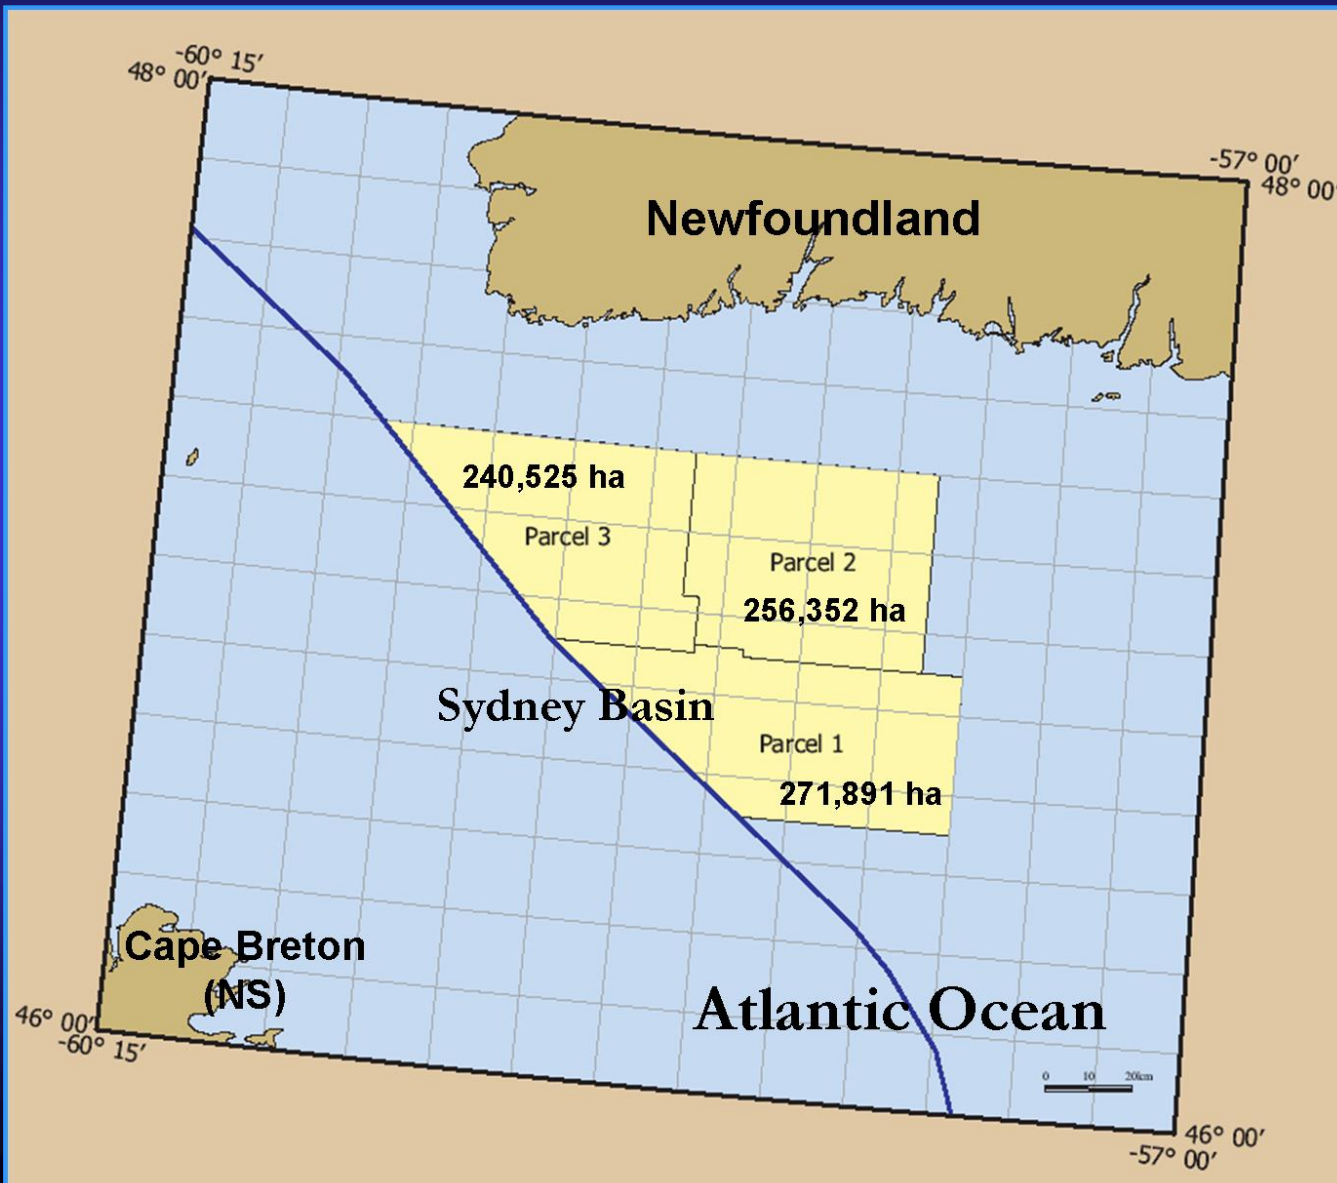 -60° 15′
48° 00′
-57° 00′
48° 00′
Newfoundland
240,525 ha
Parcel 3
Parcel 2
256,352 ha
Sydney Basin
Parcel 1
271,891 ha
Cape Breton
(NS)
Atlantic Ocean
46° 00′
-60° 15′
0 10 20km
46° 00′
-57° 00′